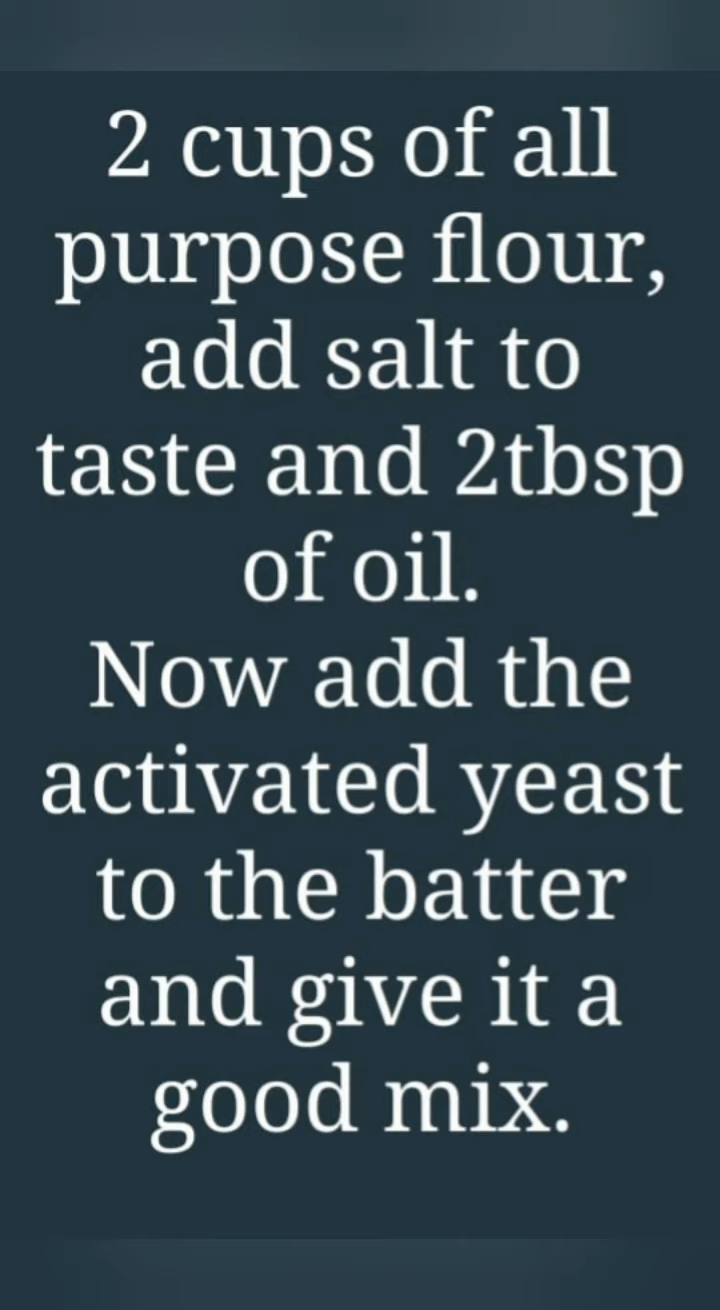 2 cups of all
purpose flour,
add salt to
taste and 2tbsp
of oil.
Now add the
activated yeast
to the batter
and give it a
good mix.